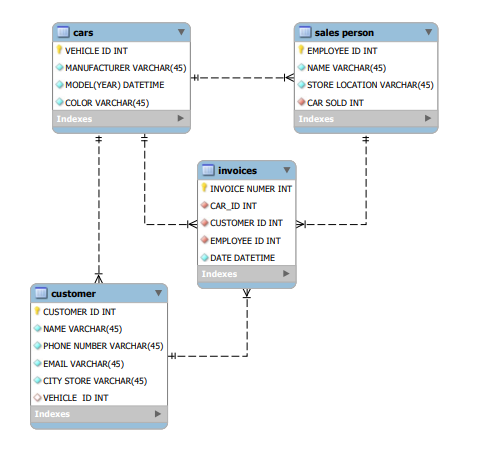 cars
VEHICLE ID INT
MANUFACTURER VARCHAR(45)
MODEL(YEAR) DATETIME
COLOR VARCHAR(45)
Indexes
sales person
EMPLOYEE ID INT
NAME VARCHAR(45)
STORE LOCATION VARCHAR(45)
CAR SOLD INT
Indexes
invoices
INVOICE NUMER INT
CAR_ID INT
CUSTOMER ID INT
EMPLOYEE ID INT
DATE DATETIME
Indexes
customer
CUSTOMER ID INT
NAME VARCHAR(45)
PHONE NUMBER VARCHAR(45)
EMAIL VARCHAR(45)
CITY STORE VARCHAR(45)
VEHICLE_ID INT
Indexes